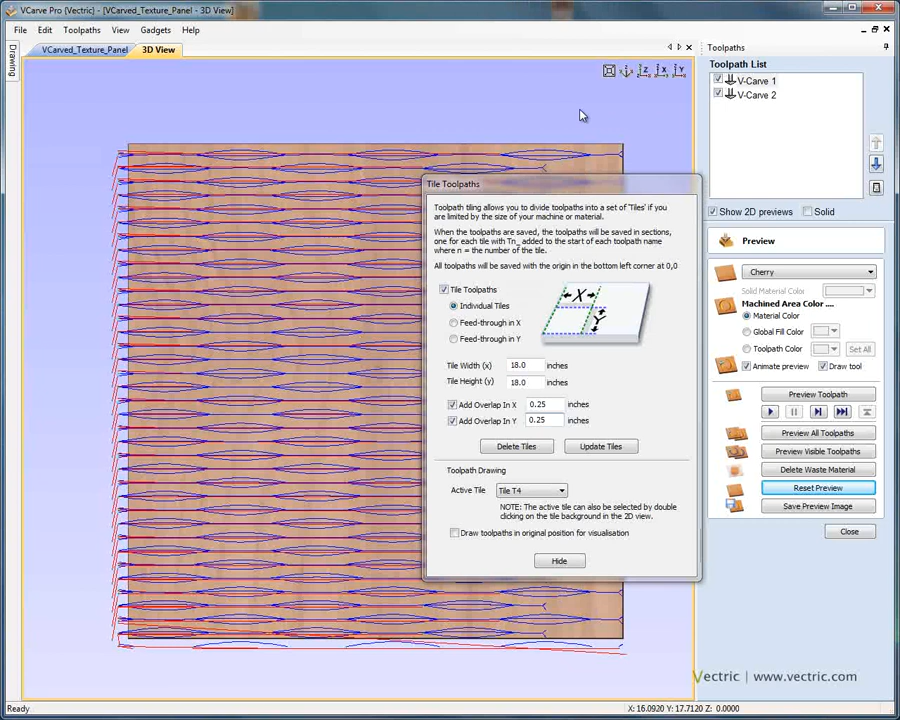 VCarve Pro [Vectric] - [VCarved_Texture_Panel - 3D View]
File Edit Toolpaths View Gadgets Help
VCarved_Texture_Panel 3D View
Drawing
Z X Y
Tile Toolpaths
Toolpath tiling allows you to divide toolpaths into a set of 'Tiles' if you
are limited by the size of your machine or material.
When the toolpaths are saved, the toolpaths will be saved in sections,
one for each tile with Tn_ added to the start of each toolpath name
where n = the number of the tile.
All toolpaths will be saved with the origin in the bottom left corner at 0,0
Tile Toolpaths
Individual Tiles
Feed-through in X
Feed-through in Y
X
Y
Tile Width (x) 18.0 inches
Tile Height (y) 18.0 inches
Add Overlap In X 0.25 inches
Add Overlap In Y 0.25 inches
Delete Tiles Update Tiles
Toolpath Drawing
Active Tile Tile T4
NOTE: The active tile can also be selected by double
clicking on the tile background in the 2D view.
Draw toolpaths in original position for visualisation
Hide
Toolpaths
Toolpath List
V-Carve 1
V-Carve 2
Show 2D previews Solid
Preview
Cherry
Solid Material Color
Machined Area Color ....
Material Color
Global Fill Color
Toolpath Color Set All
Animate preview Draw tool
Preview Toolpath
Preview All Toolpaths
Preview Visible Toolpaths
Delete Waste Material
Reset Preview
Save Preview Image
Close
Vectric | www.vectric.com
Ready
X: 16.0920 Y: 17.7120 Z: 0.0000